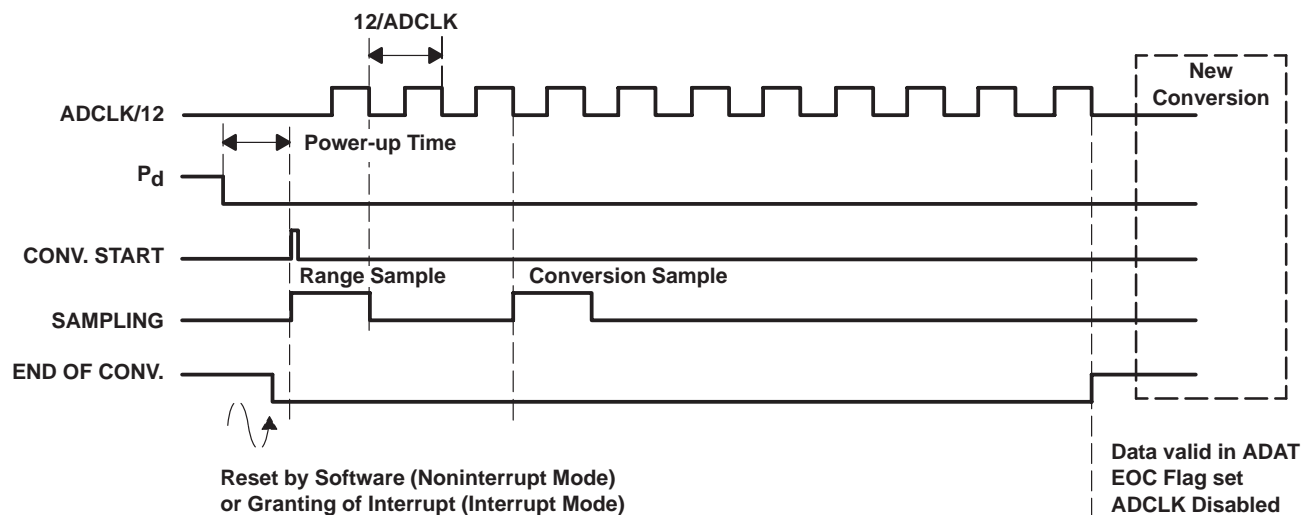 12/ADCLK
New
Conversion
ADCLK/12
Power-up Time
Pd
CONV. START
Range Sample
Conversion Sample
SAMPLING
END OF CONV.
Reset by Software (Noninterrupt Mode)
or Granting of Interrupt (Interrupt Mode)
Data valid in ADAT
EOC Flag set
ADCLK Disabled